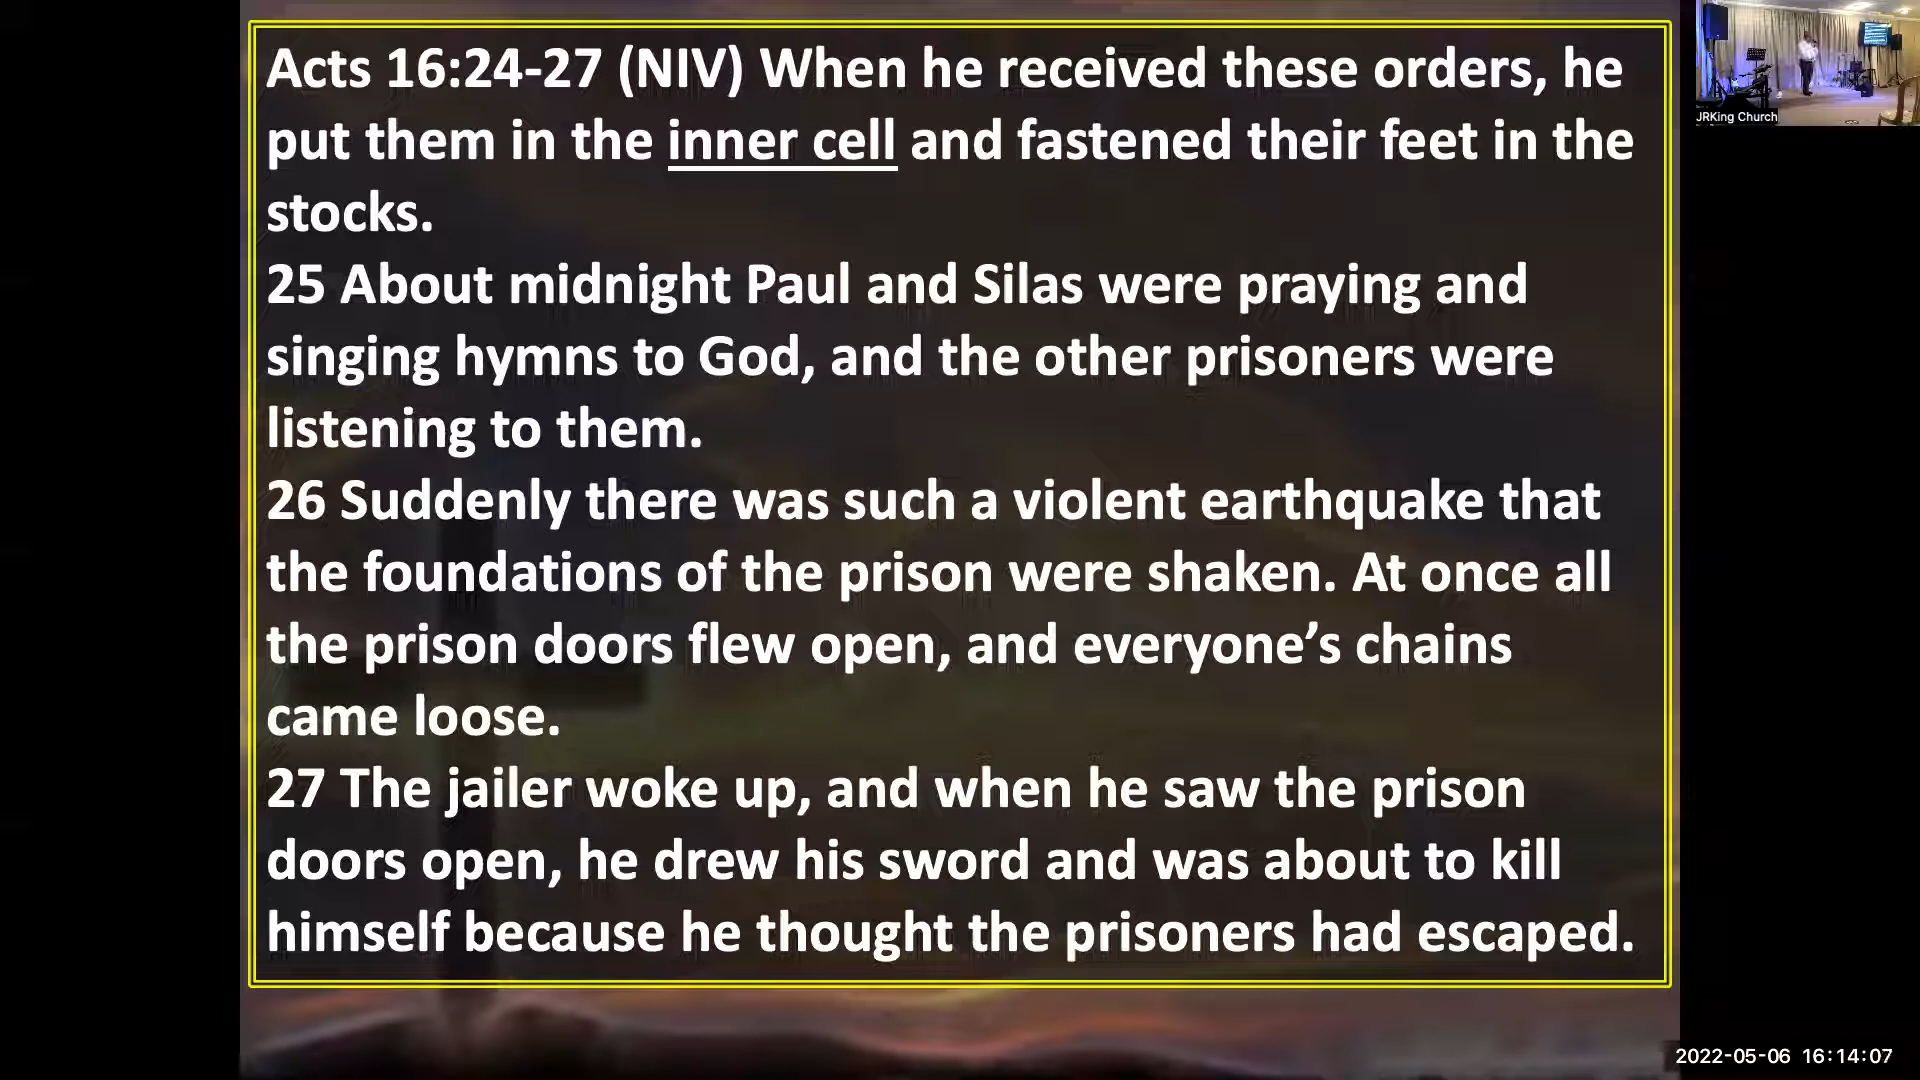 Acts 16:24-27 (NIV) When he received these orders, he
put them in the inner cell and fastened their feet in the
stocks.
25 About midnight Paul and Silas were praying and
singing hymns to God, and the other prisoners were
listening to them.
26 Suddenly there was such a violent earthquake that
the foundations of the prison were shaken. At once all
the prison doors flew open, and everyone’s chains
came loose.
27 The jailer woke up, and when he saw the prison
doors open, he drew his sword and was about to kill
himself because he thought the prisoners had escaped.
JRKing Church
2022-05-06 16:14:07